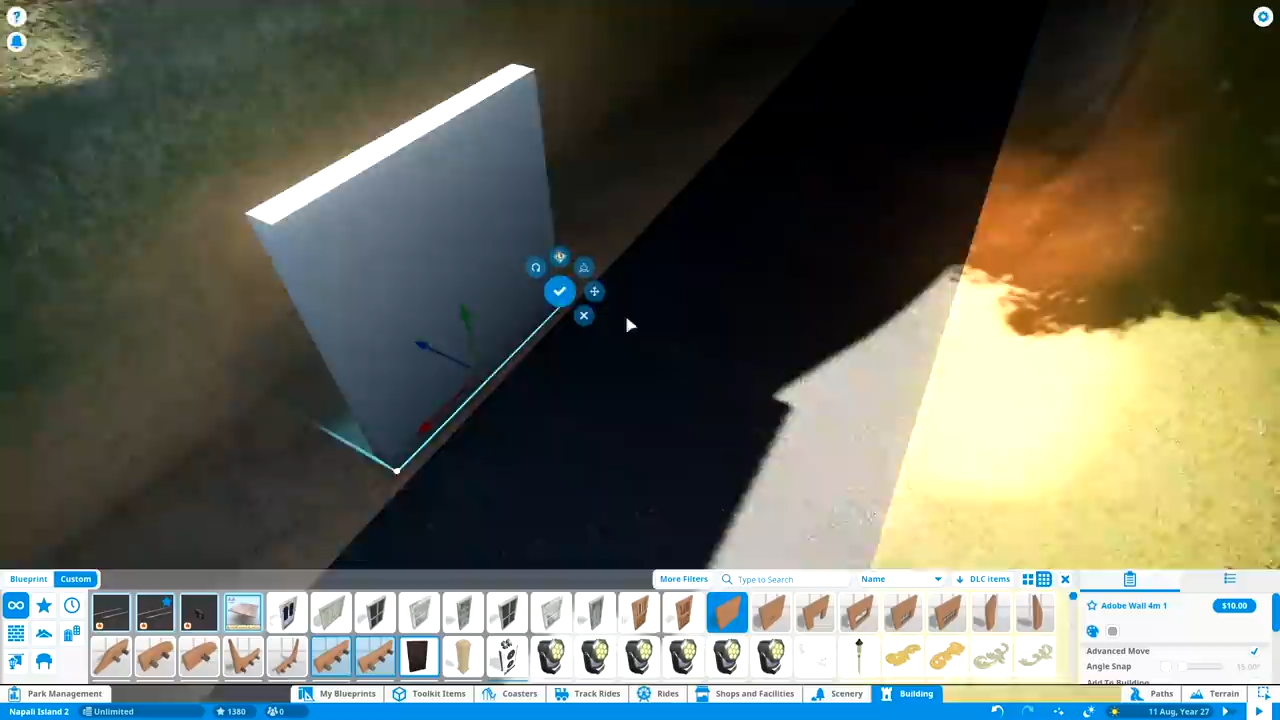 ?
Blueprint
Custom
More Filters
Type to Search
Name
DLC items
Adobe Wall 4m 1
$10.00
Advanced Move
Angle Snap
15.00°
Park Management
My Blueprints
Toolkit Items
Coasters
Track Rides
Rides
Shops and Facilities
Scenery
Building
Paths
Terrain
Napali Island 2
Unlimited
1380
0
11 Aug, Year 27